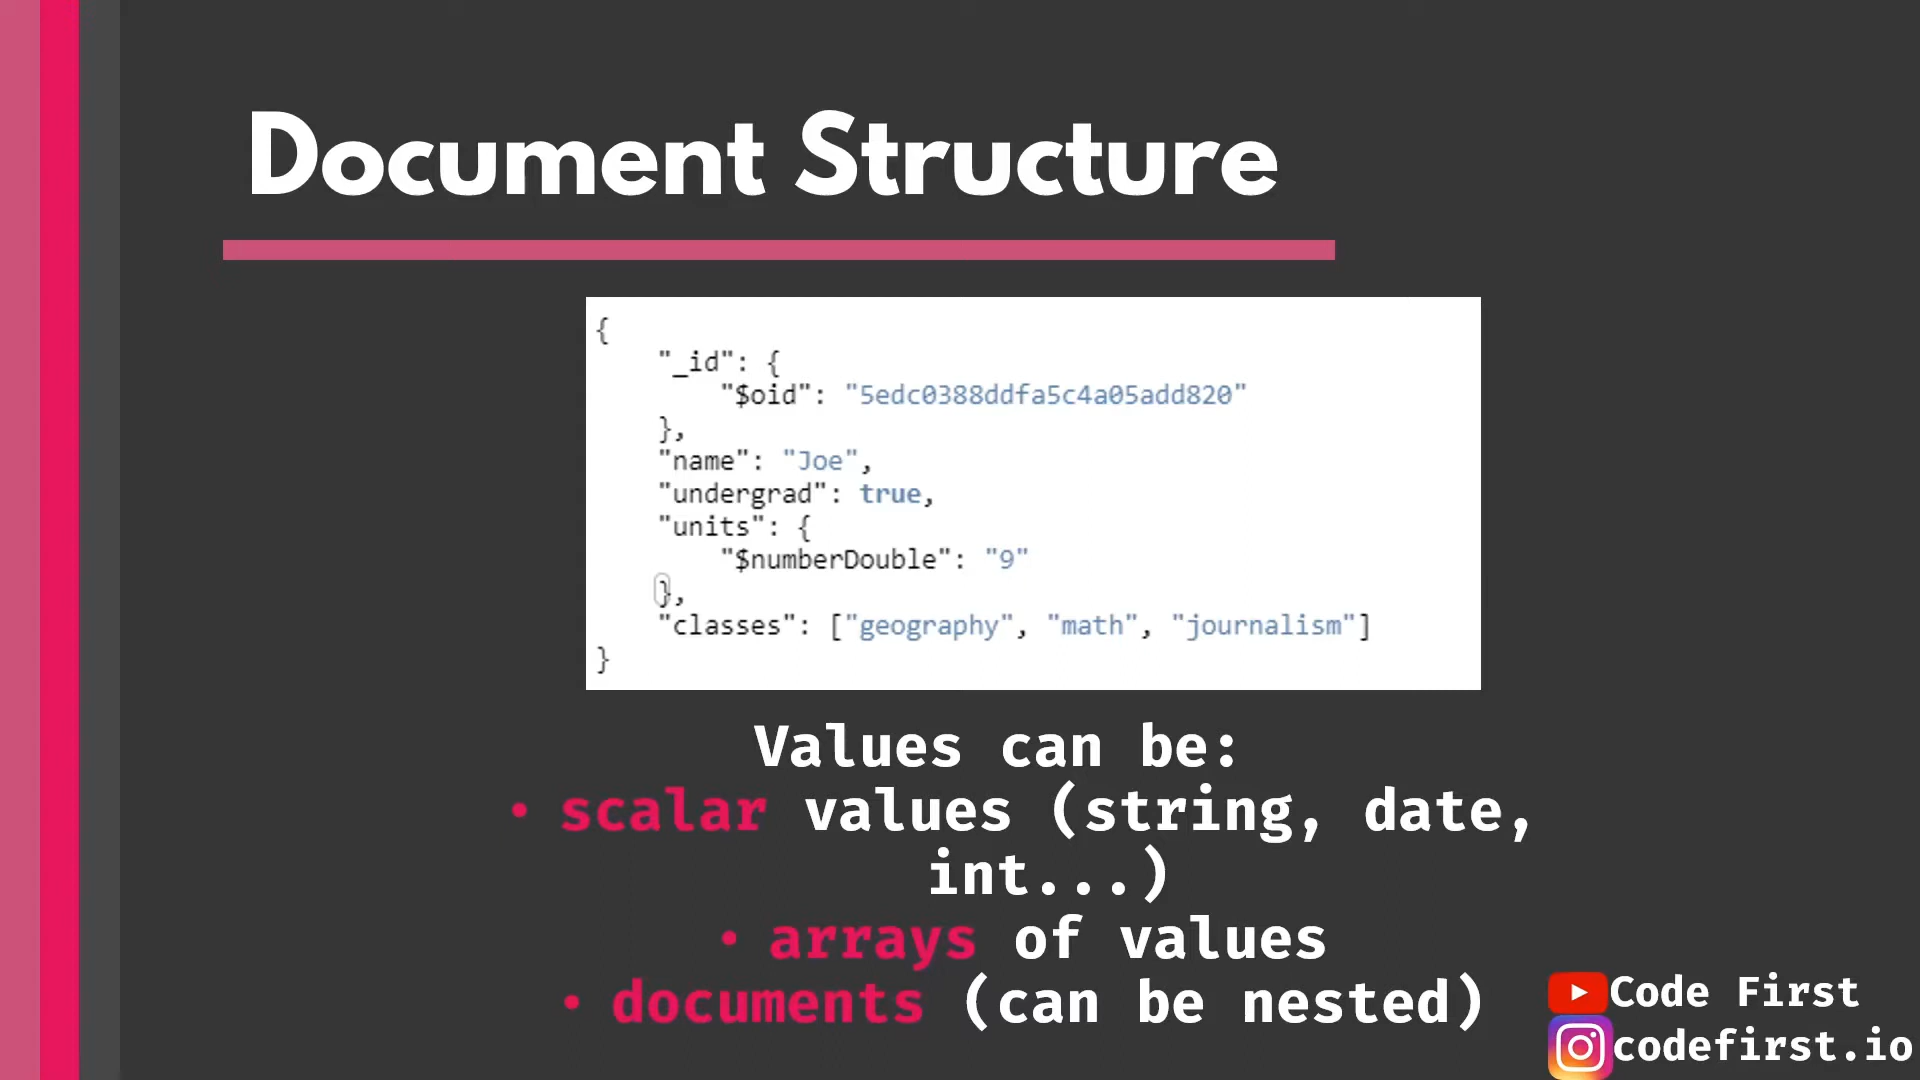 Document Structure
{
"_id": {
"$oid": "5edc0388ddfa5c4a05add820"
},
"name": "Joe",
"undergrad": true,
"units": {
"$numberDouble": "9"
},
"classes": ["geography", "math", "journalism"]
}
Values can be:
• scalar values (string, date,
int...)
• arrays of values
• documents (can be nested)
Code First
codefirst.io